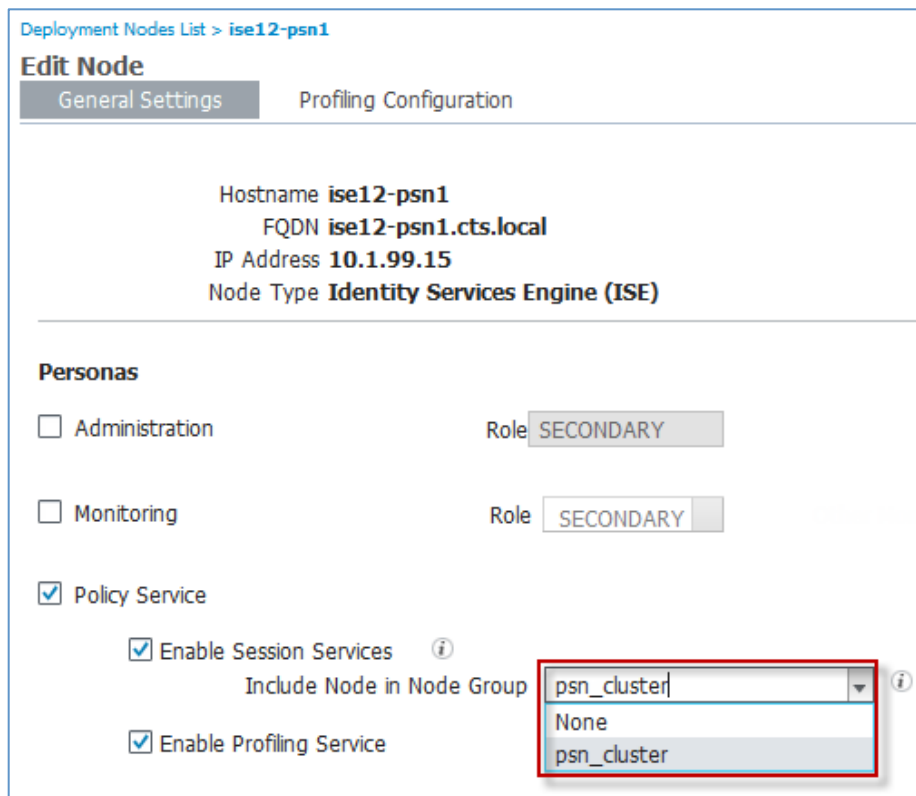 Deployment Nodes List > ise12-psn1
Edit Node
General Settings Profiling Configuration
Hostname ise12-psn1
FQDN ise12-psn1.cts.local
IP Address 10.1.99.15
Node Type Identity Services Engine (ISE)
Personas
Administration Role SECONDARY
Monitoring Role SECONDARY
Policy Service
Enable Session Services i
Include Node in Node Group psn_cluster i
None
Enable Profiling Service
psn_cluster